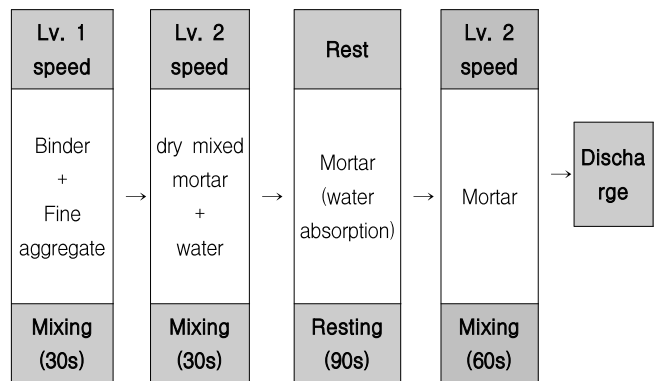 Lv. 1
speed
Binder
+
Fine
aggregate
Mixing
(30s)
→
Lv. 2
speed
dry mixed
mortar
+
water
Mixing
(30s)
→
Rest
Mortar
(water
absorption)
Resting
(90s)
→
Lv. 2
speed
Mortar
Mixing
(60s)
→
Discha
rge